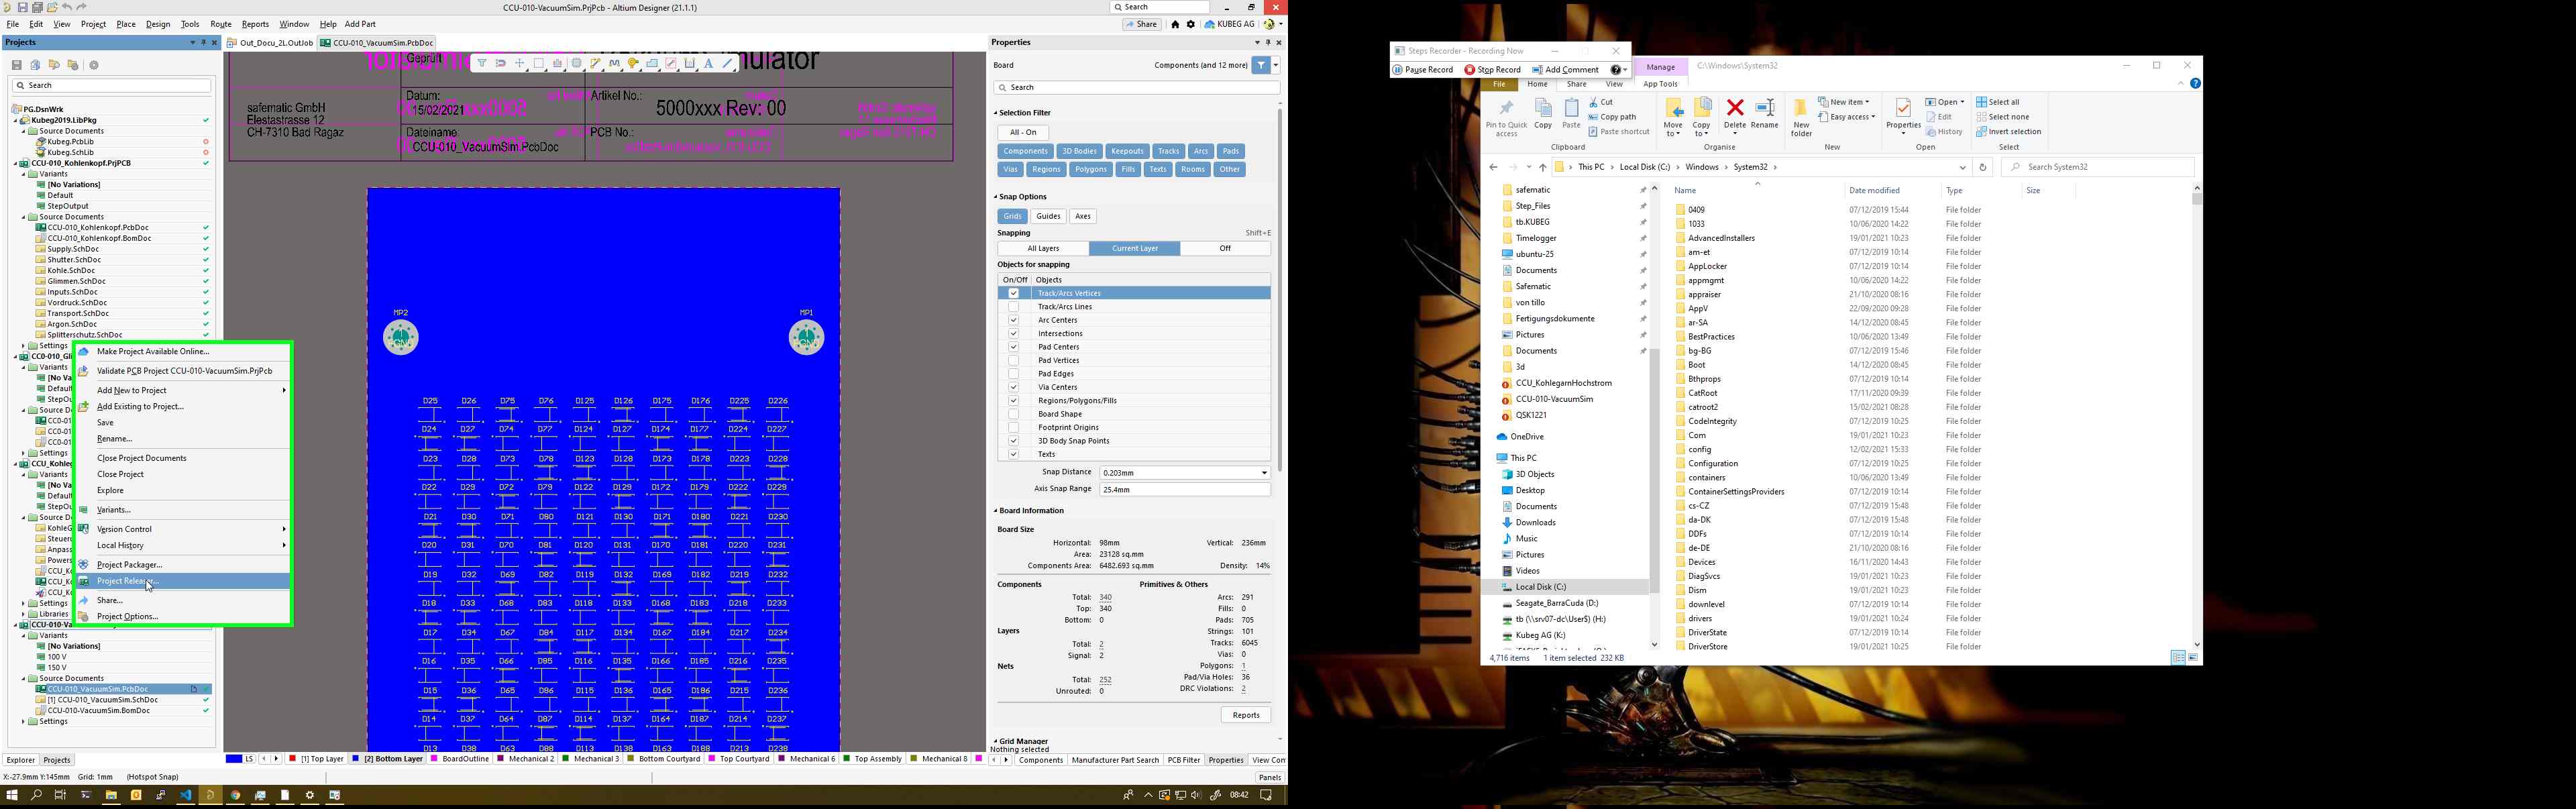 CCU-010-VacuumSim.PrjPcb - Altium Designer (21.1.1)
Search
File Edit View Project Place Design Tools Route Reports Window Help Add Part
Share
KUBEG AG
Projects
Out_Docu_2L.OutJob
CCU-010_VacuumSim.PcbDoc
Search
PG.DsnWrk
Kubeg2019.LibPkg
Source Documents
Kubeg.PcbLib
Kubeg.SchLib
CCU-010_Kohlenkopf.PrjPCB
Variants
[No Variations]
Default
StepOutput
Source Documents
CCU-010_Kohlenkopf.PcbDoc
CCU-010_Kohlenkopf.BomDoc
Supply.SchDoc
Shutter.SchDoc
Kohle.SchDoc
Glimmen.SchDoc
Inputs.SchDoc
Vordruck.SchDoc
Transport.SchDoc
Argon.SchDoc
Splitterschutz.SchDoc
Settings
Make Project Available Online...
Validate PCB Project CCU-010-VacuumSim.PrjPcb
Add New to Project
Add Existing to Project...
Save
Rename...
Close Project Documents
Close Project
Explore
Variants...
Version Control
Local History
Project Packager...
Project Releaser...
Share...
Project Options...
Settings
Libraries
Variants
[No Variations]
100 V
150 V
Source Documents
CCU-010_VacuumSim.PcbDoc
[1] CCU-010_VacuumSim.SchDoc
CCU-010-VacuumSim.BomDoc
Settings
Explorer Projects
Geprüft
safematic GmbH
Elestastrasse 12
CH-7310 Bad Ragaz
Datum:
15/02/2021
Artikel No.:
5000xxx Rev: 00
Dateiname:
CCU-010_VacuumSim.PcbDoc
PCB No.:
MP2 MP1
D25 D26 D75 D76 D125 D126 D175 D176 D225 D226
D24 D27 D74 D77 D124 D127 D174 D177 D224 D227
D23 D28 D73 D78 D123 D128 D173 D178 D223 D228
D22 D29 D72 D79 D122 D129 D172 D179 D222 D229
D21 D30 D71 D80 D121 D130 D171 D180 D221 D230
D20 D31 D70 D81 D120 D131 D170 D181 D220 D231
D19 D32 D69 D82 D119 D132 D169 D182 D219 D232
D18 D33 D68 D83 D118 D133 D168 D183 D218 D233
D17 D34 D67 D84 D117 D134 D167 D184 D217 D234
D16 D35 D66 D85 D116 D135 D166 D185 D216 D235
D15 D36 D65 D86 D115 D136 D165 D186 D215 D236
D14 D37 D64 D87 D114 D137 D164 D187 D214 D237
D13 D38 D63 D88 D113 D138 D163 D188 D213 D238
LS [1] Top Layer [2] Bottom Layer BoardOutline Mechanical 2 Mechanical 3 Bottom Courtyard Top Courtyard Mechanical 6 Top Assembly Mechanical 8
X:-27.9mm Y:145mm Grid: 1mm (Hotspot Snap)
Properties
Board
Components (and 12 more)
Search
Selection Filter
All - On
Components 3D Bodies Keepouts Tracks Arcs Pads
Vias Regions Polygons Fills Texts Rooms Other
Snap Options
Grids Guides Axes
Snapping Shift+E
All Layers Current Layer Off
Objects for snapping
On/Off Objects
Track/Arcs Vertices
Track/Arcs Lines
Arc Centers
Intersections
Pad Centers
Pad Vertices
Pad Edges
Via Centers
Regions/Polygons/Fills
Board Shape
Footprint Origins
3D Body Snap Points
Texts
Snap Distance 0.203mm
Axis Snap Range 25.4mm
Board Information
Board Size
Horizontal: 98mm Vertical: 236mm
Area: 23128 sq.mm
Components Area: 6482.693 sq.mm Density: 14%
Components Primitives & Others
Total: 340 Arcs: 291
Top: 340 Fills: 0
Bottom: 0 Pads: 705
Layers Strings: 101
Total: 2 Tracks: 6045
Signal: 2 Vias: 0
Nets Polygons: 1
Total: 252 Pad/Via Holes: 36
Unrouted: 0 DRC Violations: 2
Reports
Grid Manager
Nothing selected
Components Manufacturer Part Search PCB Filter Properties View Con
Panels
08:42
Steps Recorder - Recording Now
Pause Record Stop Record Add Comment
Manage
C:\Windows\System32
File Home Share View App Tools
Pin to Quick access
Copy
Paste
Cut
Copy path
Paste shortcut
Clipboard
Move to
Copy to
Delete
Rename
Organise
New folder
New item
Easy access
New
Properties
Open
Edit
History
Open
Select all
Select none
Invert selection
Select
This PC Local Disk (C:) Windows System32
Search System32
safematic
Step_Files
tb.KUBEG
Timelogger
ubuntu-25
Documents
Safematic
von tillo
Fertigungsdokumente
Pictures
Documents
3d
CCU_KohlegarnHochstrom
CCU-010-VacuumSim
QSK1221
OneDrive
This PC
3D Objects
Desktop
Documents
Downloads
Music
Pictures
Videos
Local Disk (C:)
Seagate_BarraCuda (D:)
tb (\\srv07-dc\User$) (H:)
Kubeg AG (K:)
Name Date modified Type Size
0409 07/12/2019 15:44 File folder
1033 10/06/2020 14:22 File folder
AdvancedInstallers 19/01/2021 10:23 File folder
am-et 07/12/2019 10:14 File folder
AppLocker 07/12/2019 10:14 File folder
appmgmt 10/06/2020 14:22 File folder
appraiser 21/10/2020 08:16 File folder
AppV 22/09/2020 09:28 File folder
ar-SA 14/12/2020 08:45 File folder
BestPractices 10/06/2020 13:49 File folder
bg-BG 07/12/2019 15:46 File folder
Boot 14/12/2020 08:45 File folder
Bthprops 07/12/2019 10:14 File folder
CatRoot 17/11/2020 09:39 File folder
catroot2 15/02/2021 08:28 File folder
CodeIntegrity 07/12/2019 10:25 File folder
Com 19/01/2021 10:23 File folder
config 12/02/2021 15:33 File folder
Configuration 07/12/2019 10:25 File folder
containers 10/06/2020 13:49 File folder
ContainerSettingsProviders 07/12/2019 10:14 File folder
cs-CZ 07/12/2019 15:48 File folder
da-DK 07/12/2019 15:48 File folder
DDFs 07/12/2019 10:14 File folder
de-DE 21/10/2020 08:16 File folder
Devices 16/11/2020 14:43 File folder
DiagSvcs 19/01/2021 10:23 File folder
Dism 19/01/2021 10:23 File folder
downlevel 07/12/2019 10:14 File folder
drivers 19/01/2021 10:24 File folder
DriverState 07/12/2019 10:14 File folder
DriverStore 19/01/2021 10:25 File folder
4,716 items 1 item selected 232 KB